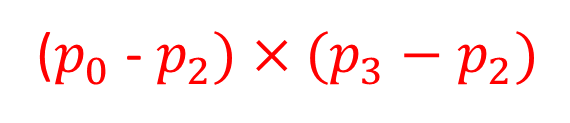 (p₀ - p₂) × (p₃ − p₂)